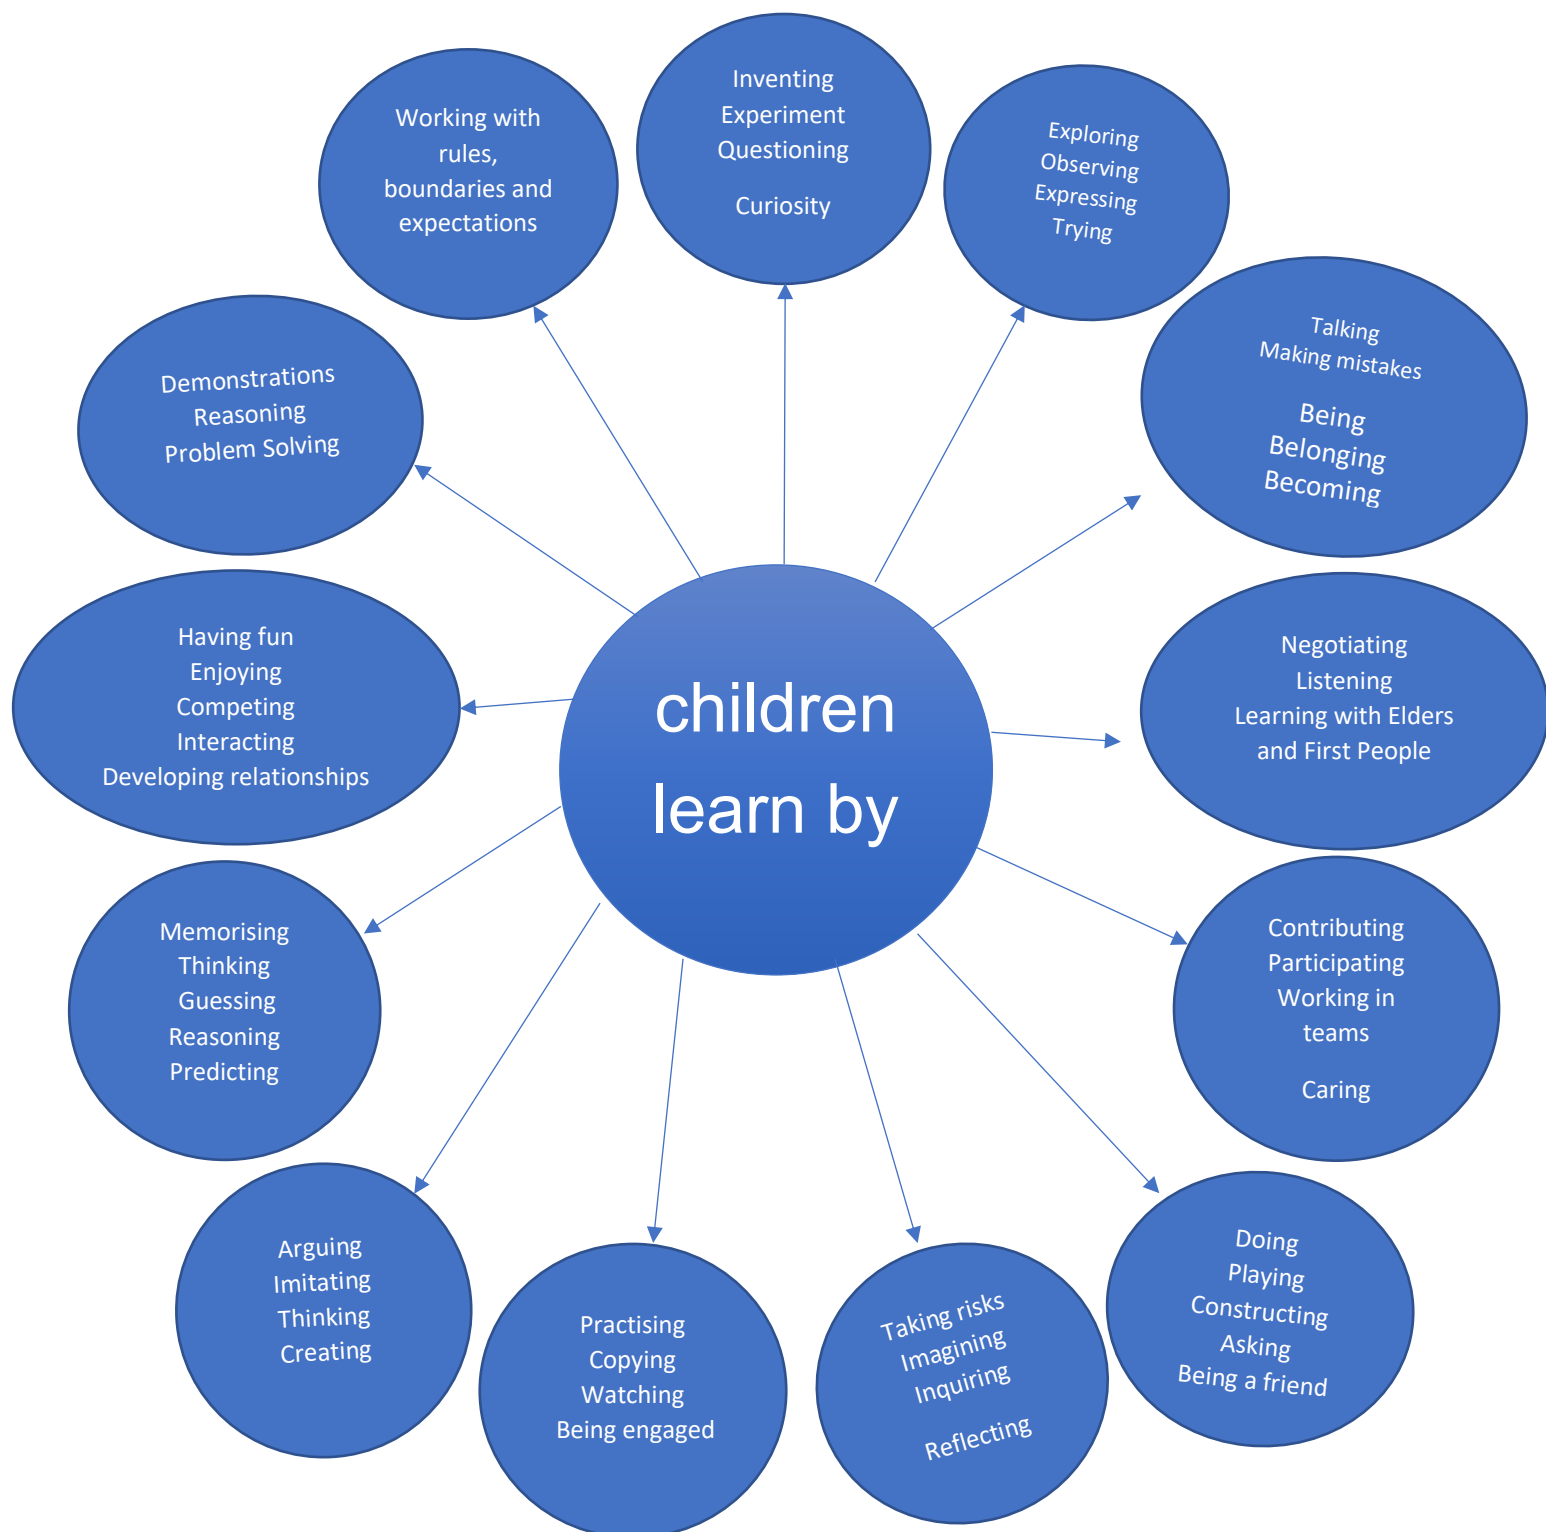 children
learn by
Inventing
Experiment
Questioning
Curiosity
Exploring
Observing
Expressing
Trying
Talking
Making mistakes
Being
Belonging
Becoming
Negotiating
Listening
Learning with Elders
and First People
Contributing
Participating
Working in
teams
Caring
Doing
Playing
Constructing
Asking
Being a friend
Taking risks
Imagining
Inquiring
Reflecting
Practising
Copying
Watching
Being engaged
Arguing
Imitating
Thinking
Creating
Memorising
Thinking
Guessing
Reasoning
Predicting
Having fun
Enjoying
Competing
Interacting
Developing relationships
Demonstrations
Reasoning
Problem Solving
Working with
rules,
boundaries and
expectations